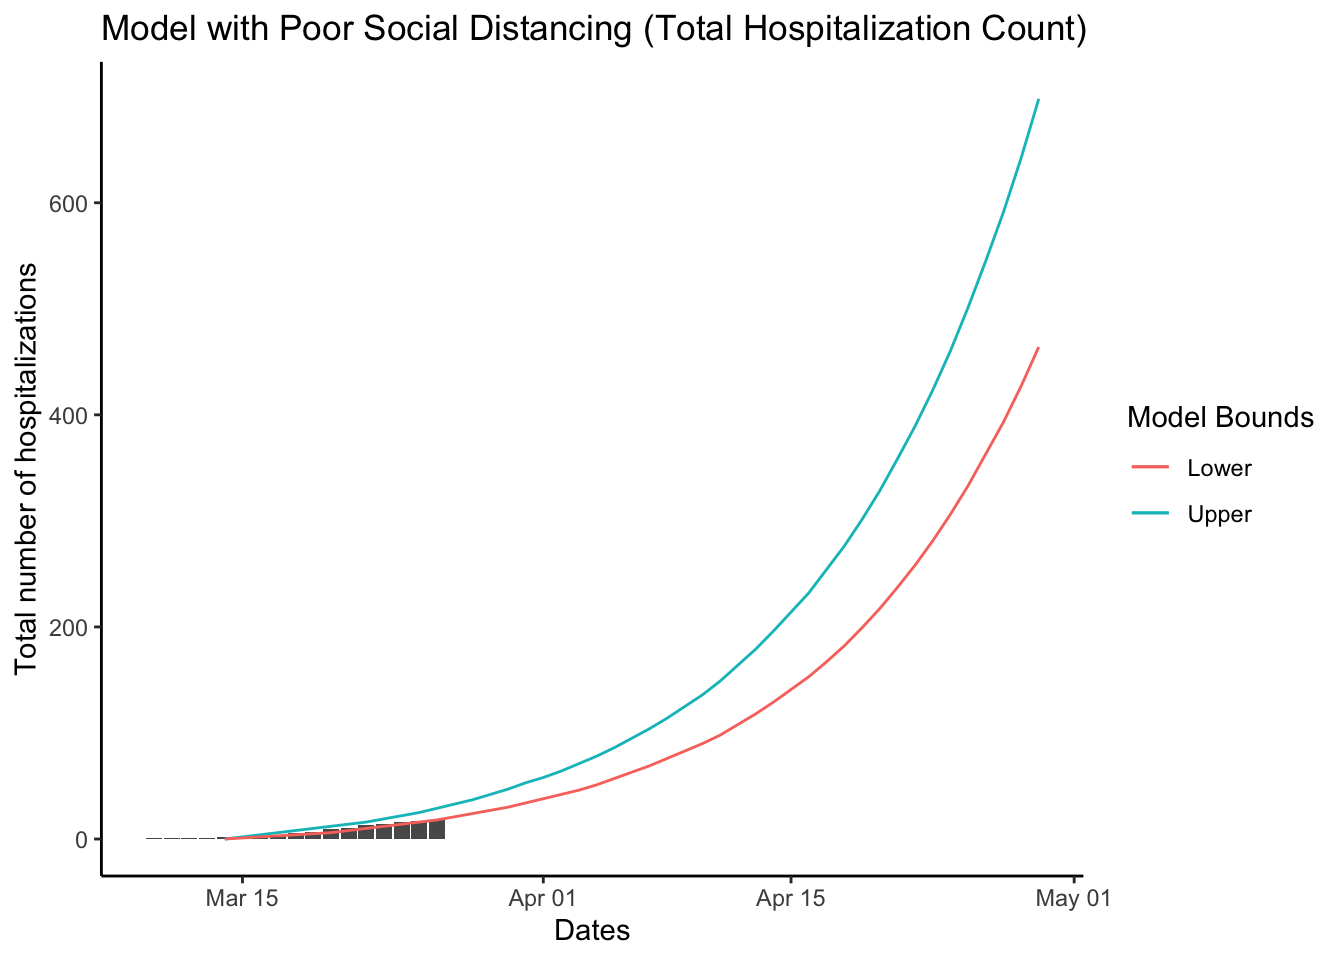 Model with Poor Social Distancing (Total Hospitalization Count)
Total number of hospitalizations
600
400
200
0
Mar 15
Apr 01
Apr 15
May 01
Dates
Model Bounds
Lower
Upper